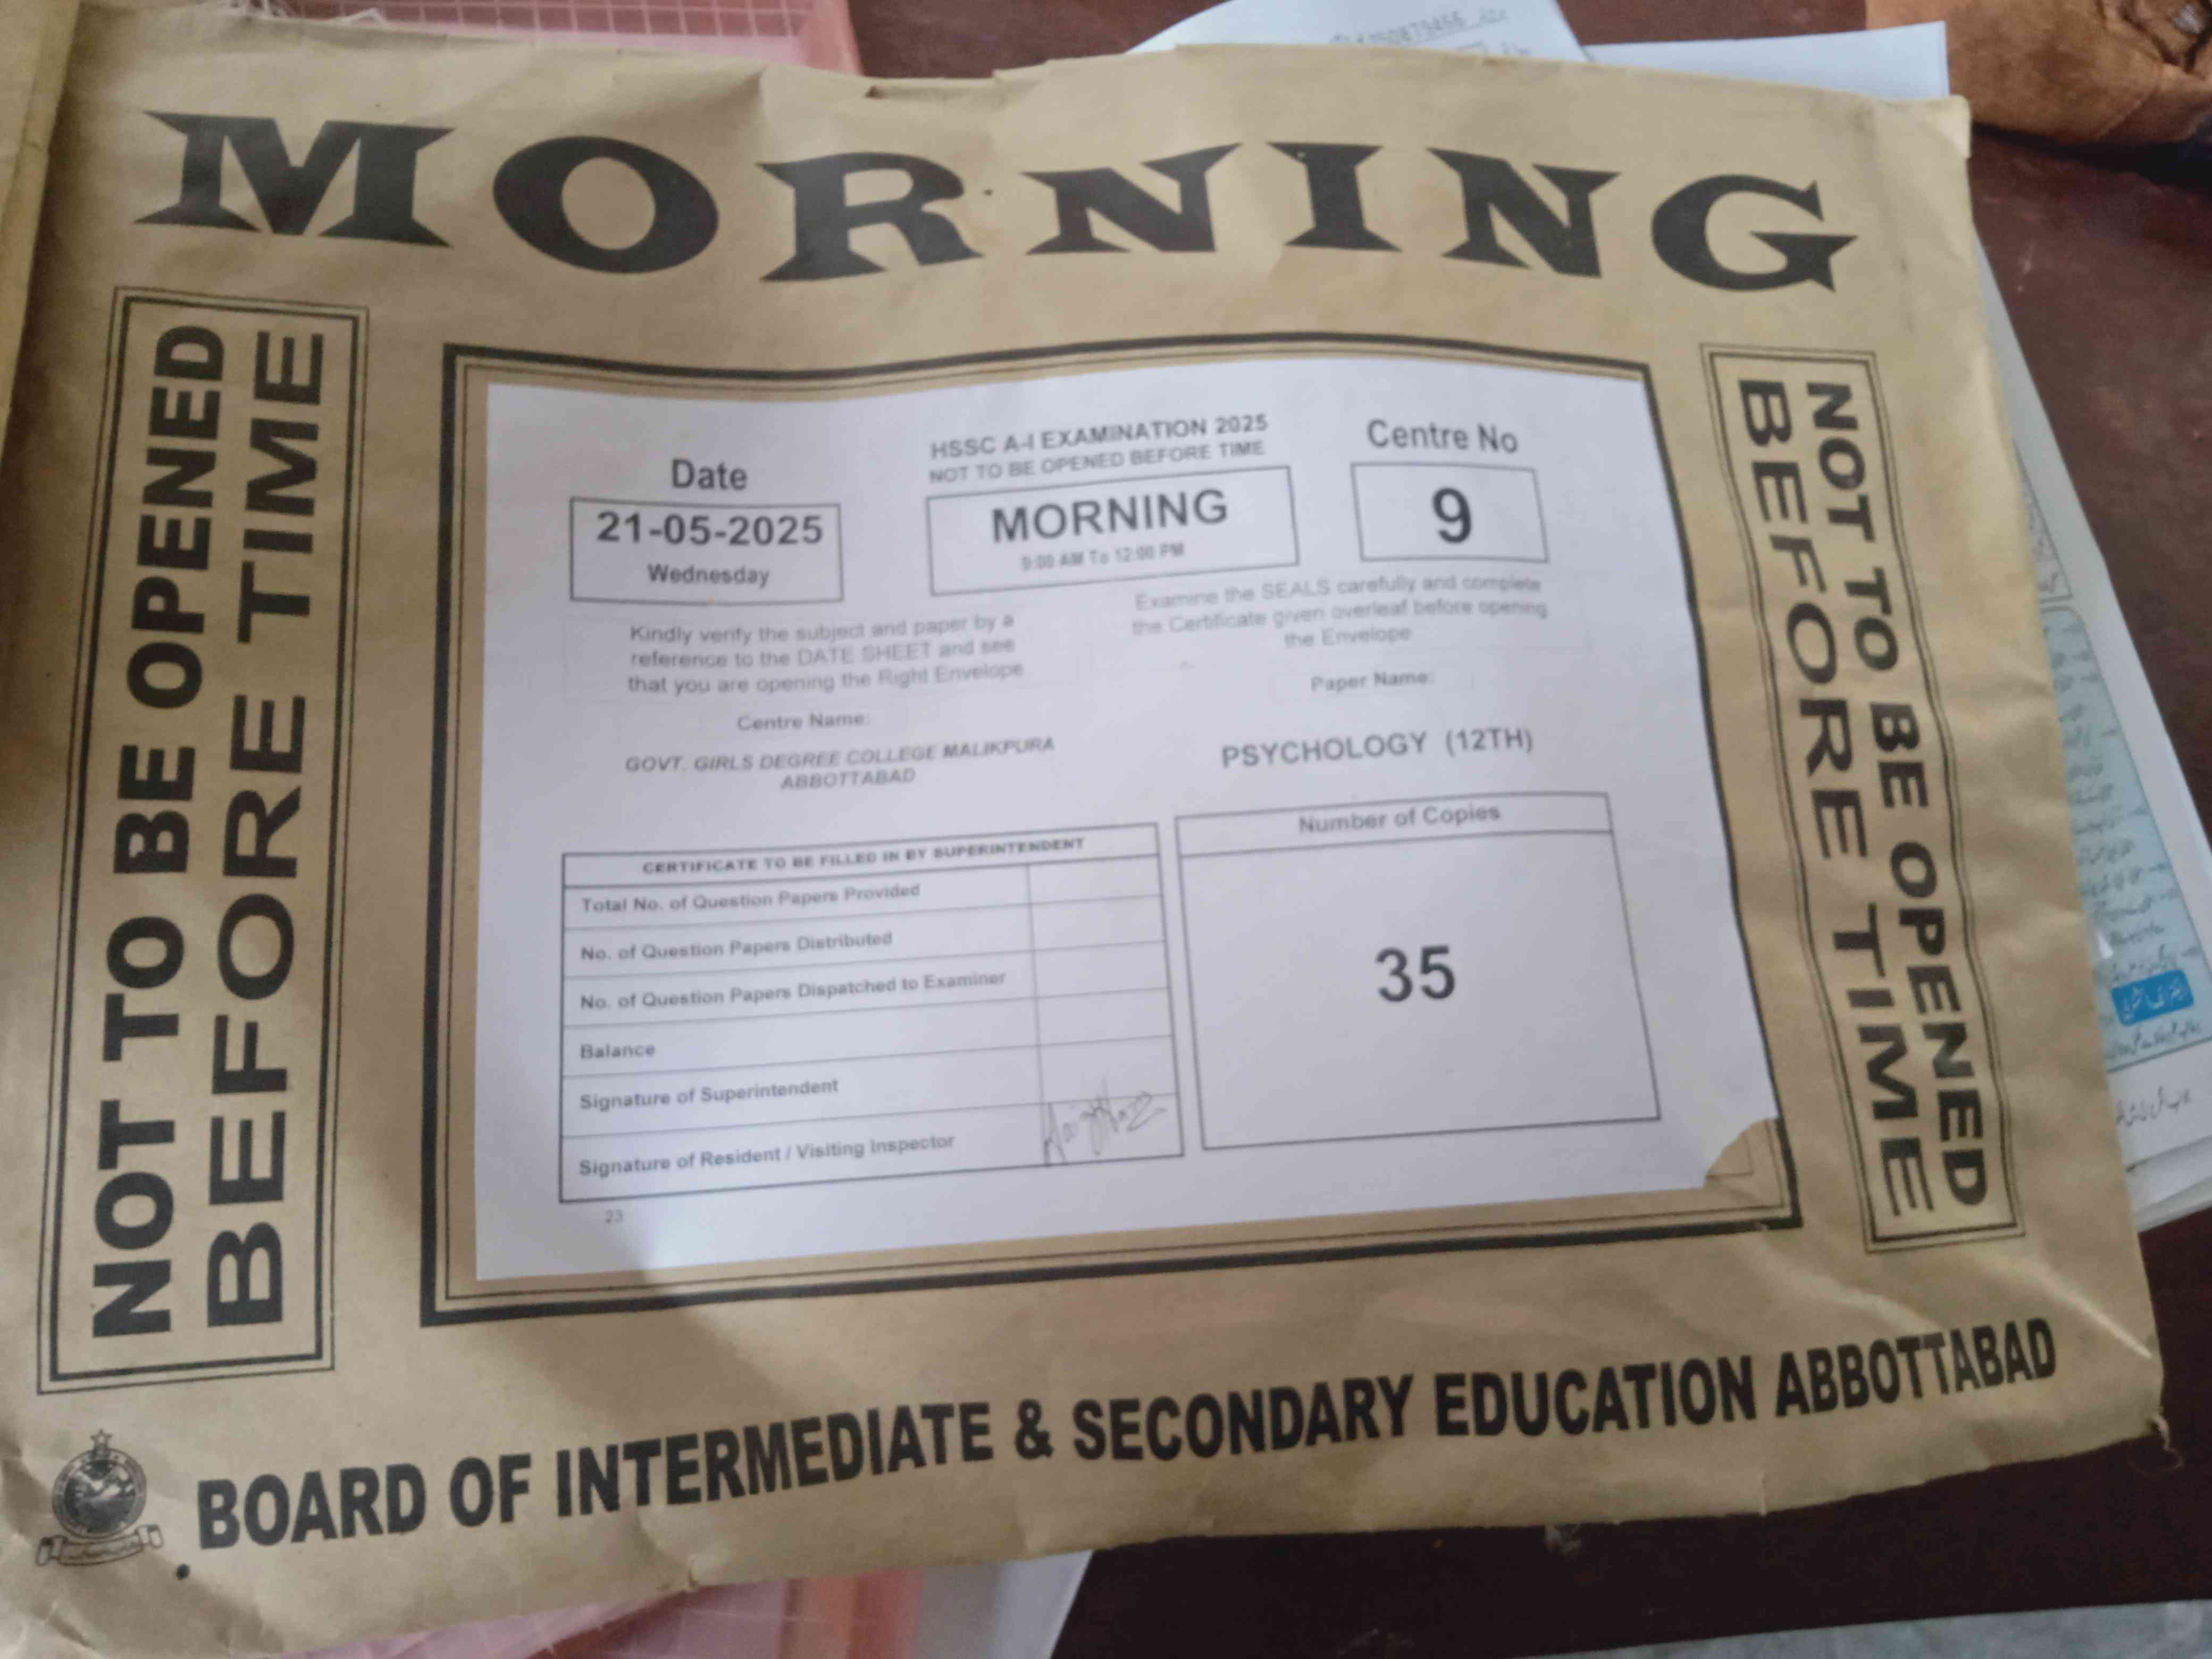 MORNING
NOT TO BE OPENED
BEFORE TIME
Date
21-05-2025
Wednesday
HSSC A-I EXAMINATION 2025
NOT TO BE OPENED BEFORE TIME
MORNING
9:00 AM To 12:00 PM
Centre No
9
Kindly verify the subject and paper by a
reference to the DATE SHEET and see
that you are opening the Right Envelope
Examine the SEALS carefully and complete
the Certificate given overleaf before opening
the Envelope
Centre Name:
GOVT. GIRLS DEGREE COLLEGE MALIKPURA
ABBOTTABAD
Paper Name:
PSYCHOLOGY (12TH)
CERTIFICATE TO BE FILLED IN BY SUPERINTENDENT
Total No. of Question Papers Provided
No. of Question Papers Distributed
No. of Question Papers Dispatched to Examiner
Balance
Signature of Superintendent
Signature of Resident / Visiting Inspector
Number of Copies
35
23
NOT TO BE OPENED
BEFORE TIME
BOARD OF INTERMEDIATE & SECONDARY EDUCATION ABBOTTABAD